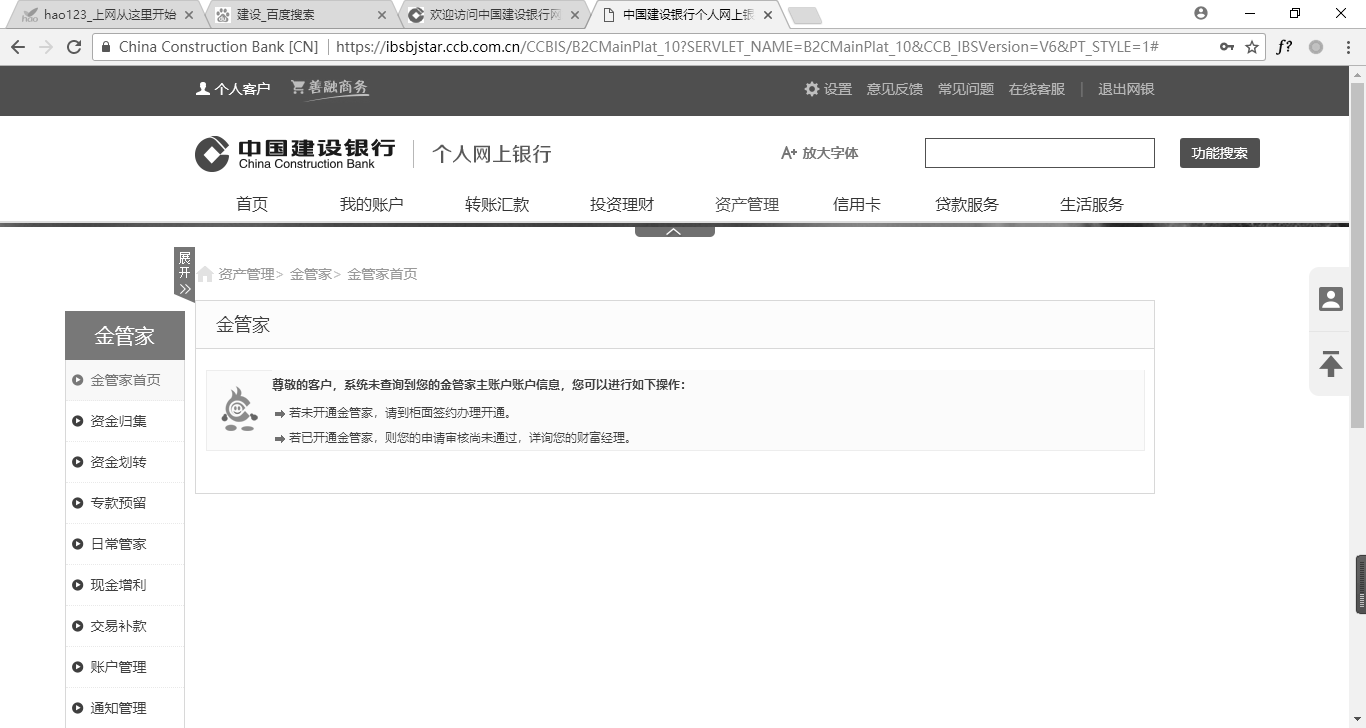 hao123_上网从这里开始
建设_百度搜索
欢迎访问中国建设银行网
中国建设银行个人网上银
China Construction Bank [CN]
https://ibsbjstar.ccb.com.cn/CCBIS/B2CMainPlat_10?SERVLET_NAME=B2CMainPlat_10&CCB_IBSVersion=V6&PT_STYLE=1#
f?
个人客户
善融商务
设置
意见反馈
常见问题
在线客服
退出网银
中国建设银行
China Construction Bank
个人网上银行
A+ 放大字体
功能搜索
首页
我的账户
转账汇款
投资理财
资产管理
信用卡
贷款服务
生活服务
展开
资产管理> 金管家> 金管家首页
金管家
金管家首页
资金归集
资金划转
专款预留
日常管家
现金增利
交易补款
账户管理
通知管理
金管家
尊敬的客户，系统未查询到您的金管家主账户账户信息，您可以进行如下操作：
若未开通金管家，请到柜面签约办理开通。
若已开通金管家，则您的申请审核尚未通过，详询您的财富经理。